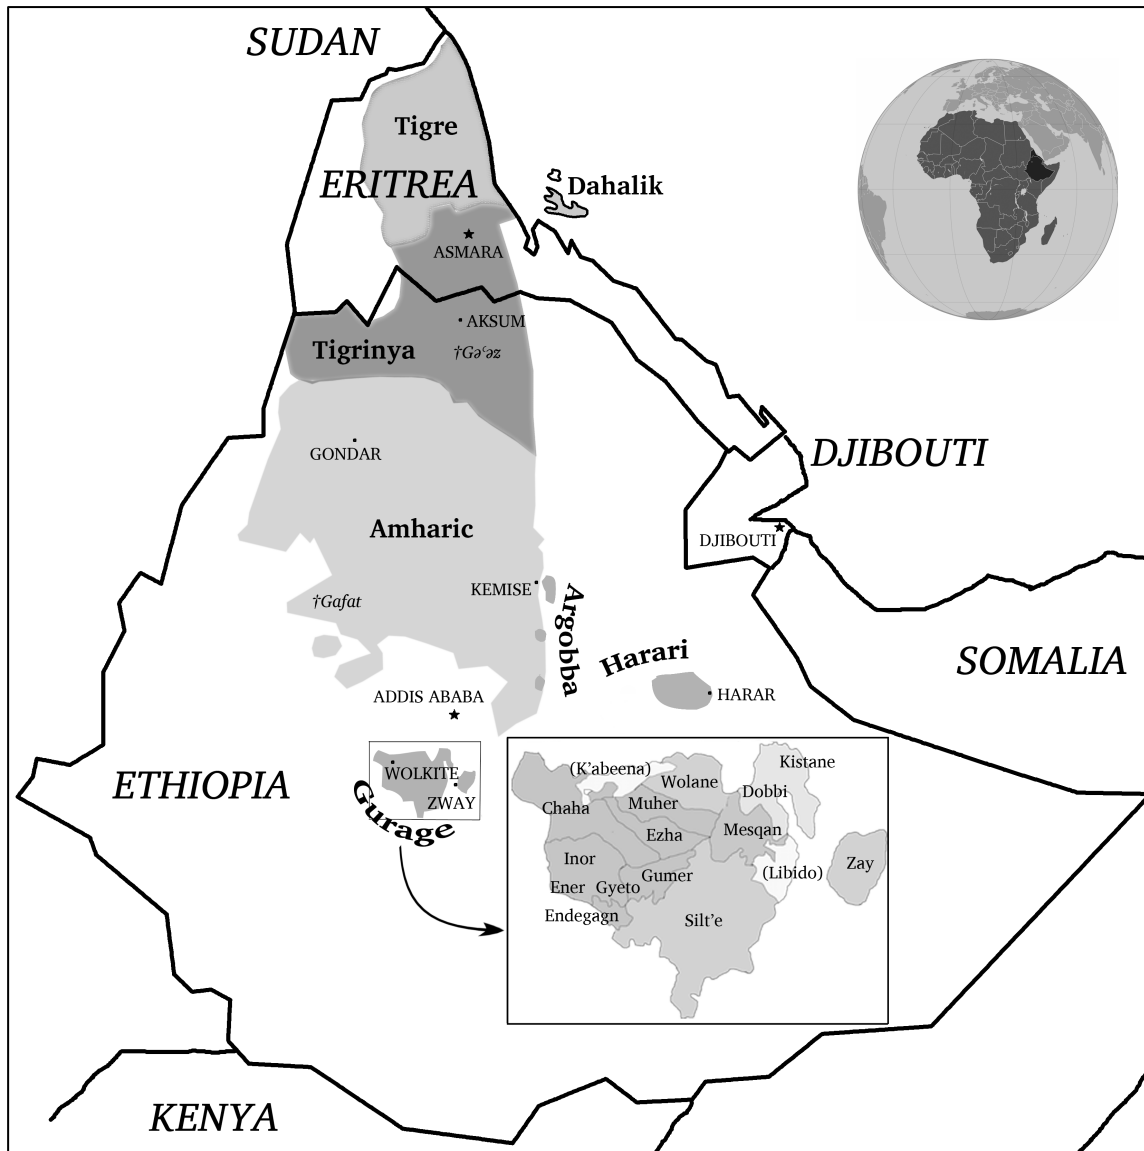 SUDAN
Tigre
ERITREA
Dahalik
ASMARA
AKSUM
Tigrinya
†Gəʿəz
GONDAR
DJIBOUTI
Amharic
DJIBOUTI
KEMISE
†Gafat
Argobba
Harari
SOMALIA
ADDIS ABABA
HARAR
ETHIOPIA
WOLKITE
ZWAY
Gurage
(K’abeena)
Kistane
Wolane
Dobbi
Chaha
Muher
Ezha
Mesqan
Inor
Gumer
(Libido)
Zay
Ener
Gyeto
Endegagn
Silt’e
KENYA